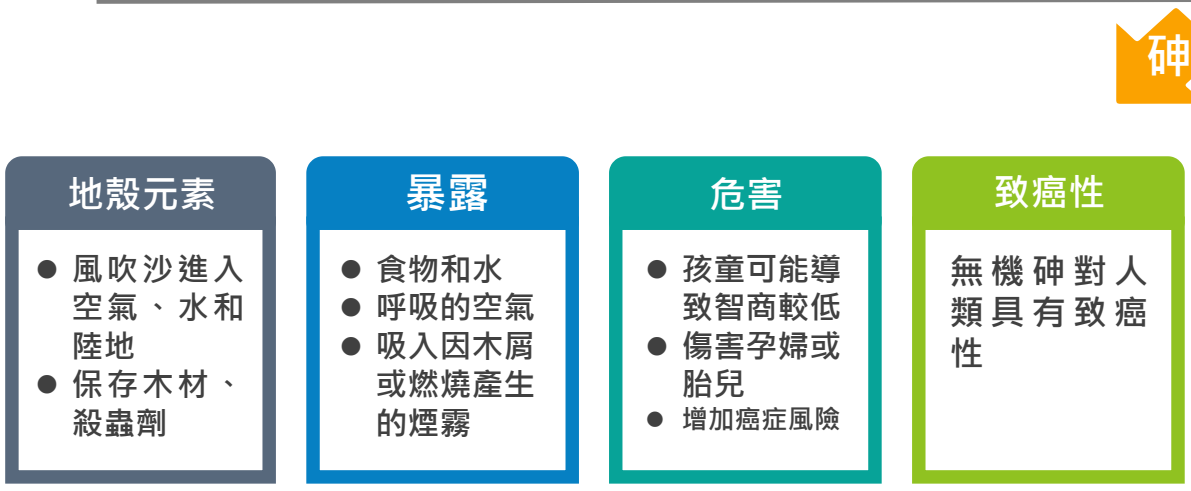 砷
地殼元素
● 風吹沙進入
空氣、水和
陸地
● 保存木材、
殺蟲劑
暴露
● 食物和水
● 呼吸的空氣
● 吸入因木屑
或燃燒產生
的煙霧
危害
● 孩童可能導
致智商較低
● 傷害孕婦或
胎兒
● 增加癌症風險
致癌性
無機砷對人
類具有致癌
性